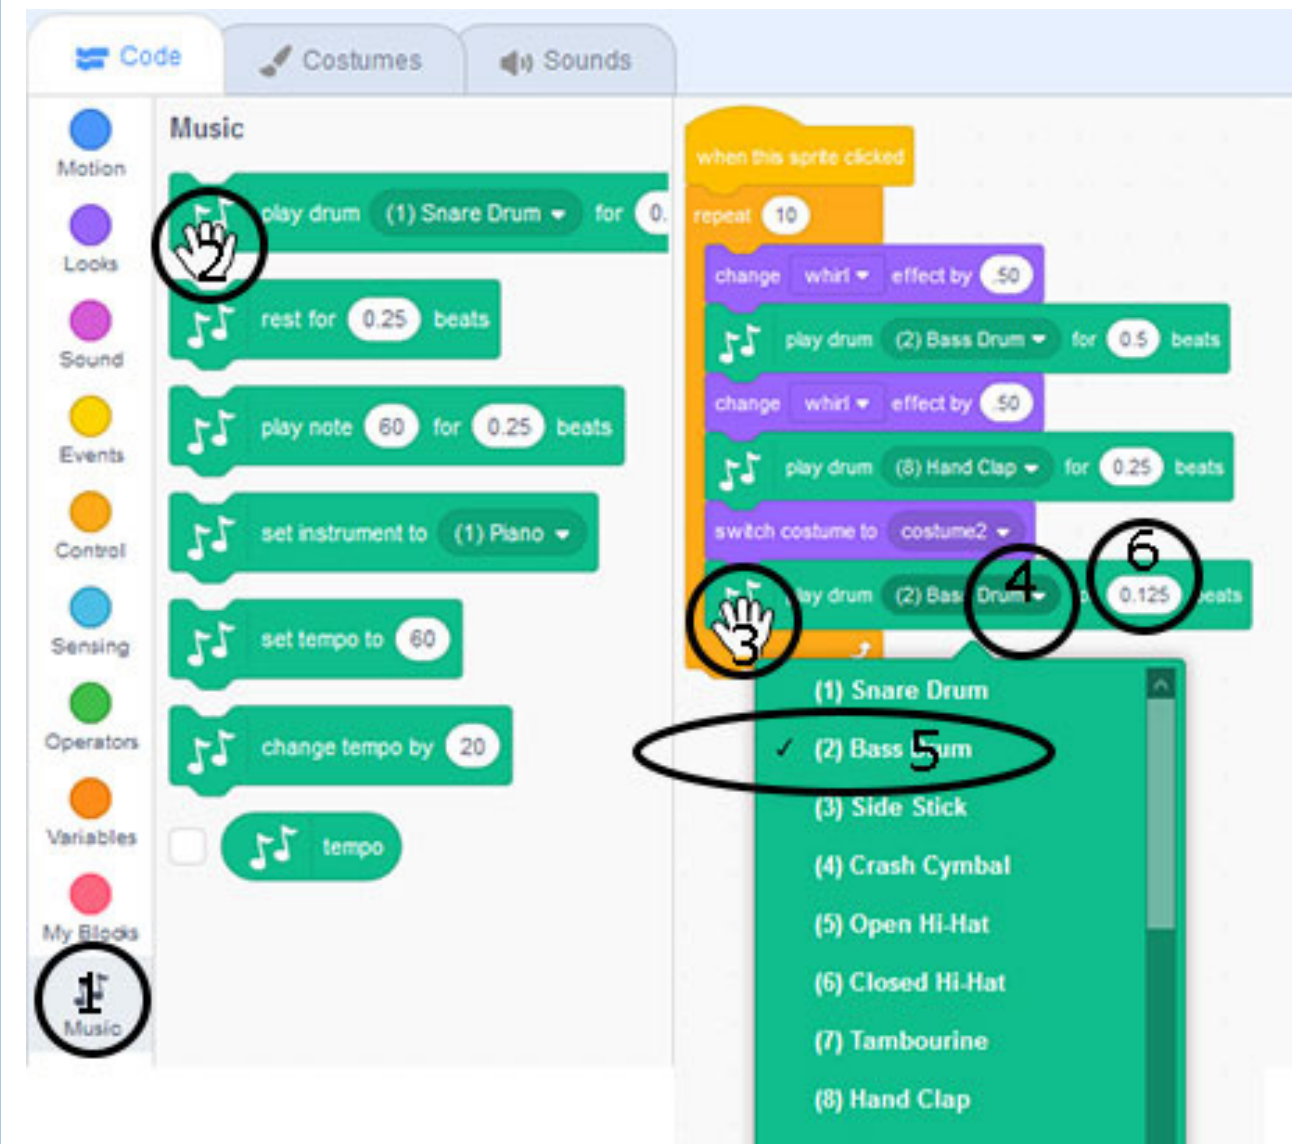 Code
Costumes
Sounds
Motion
Looks
Sound
Events
Control
Sensing
Operators
Variables
My Blocks
1
Music
Music
play drum (1) Snare Drum for 0.
2
rest for 0.25 beats
play note 60 for 0.25 beats
set instrument to (1) Piano
set tempo to 60
change tempo by 20
tempo
when this sprite clicked
repeat 10
change whirl effect by .50
play drum (2) Bass Drum for 0.5 beats
change whirl effect by .50
play drum (8) Hand Clap for 0.25 beats
switch costume to costume2
4
6
play drum (2) Bass Drum 0.125 beats
3
(1) Snare Drum
(2) Bass Drum
5
(3) Side Stick
(4) Crash Cymbal
(5) Open Hi-Hat
(6) Closed Hi-Hat
(7) Tambourine
(8) Hand Clap